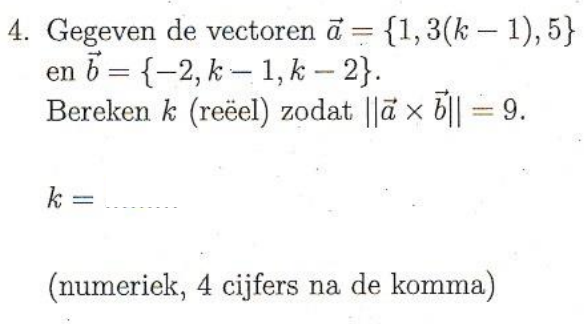 4. Gegeven de vectoren $\vec{a} = \{1, 3(k-1), 5\}$
en $\vec{b} = \{-2, k-1, k-2\}$.
Bereken $k$ (reëel) zodat $||\vec{a} \times \vec{b}|| = 9$.
$k =$ ..........
(numeriek, 4 cijfers na de komma)